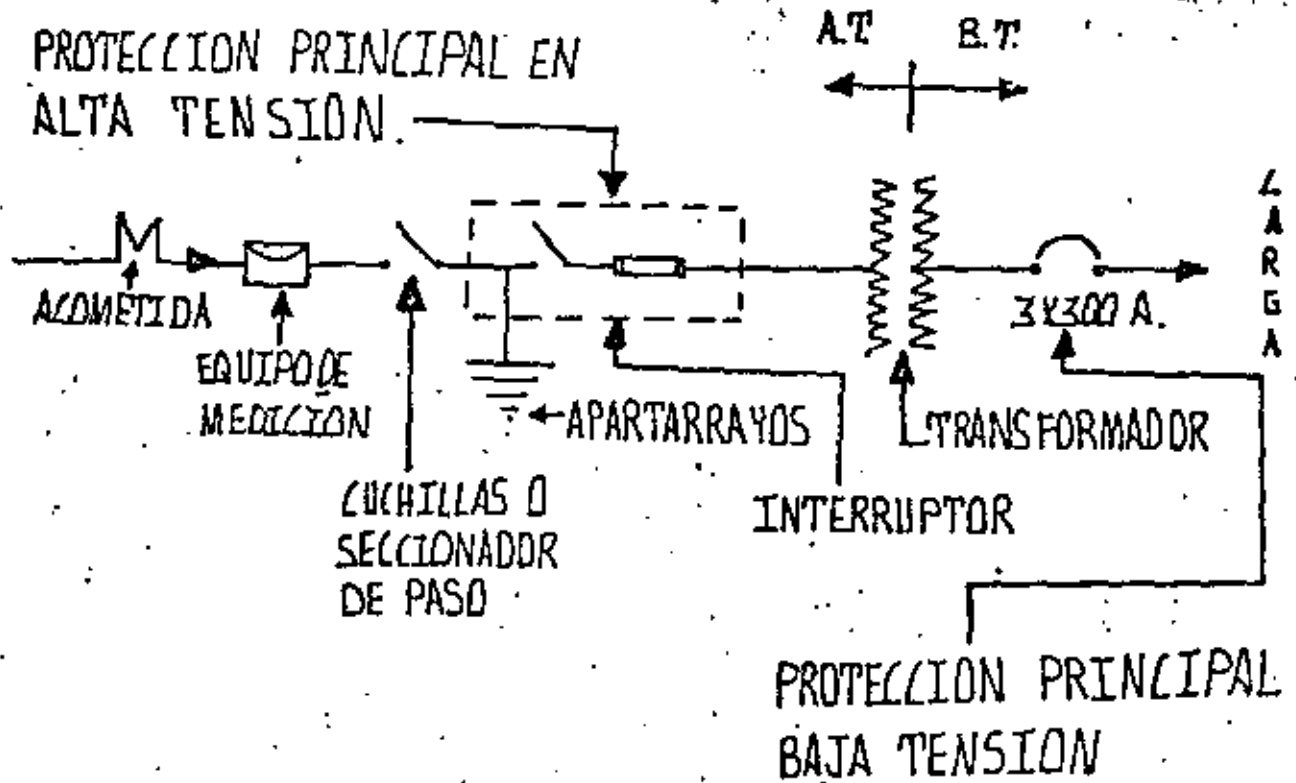 PROTECCION PRINCIPAL EN
ALTA TENSION.
A.T
B.T.
ACOMETIDA
EQUIPO DE
MEDICION
CUCHILLAS O
SECCIONADOR
DE PASO
APARTARRAYOS
INTERRUPTOR
TRANSFORMADOR
3X300 A.
LARGA
PROTECCION PRINCIPAL
BAJA TENSION